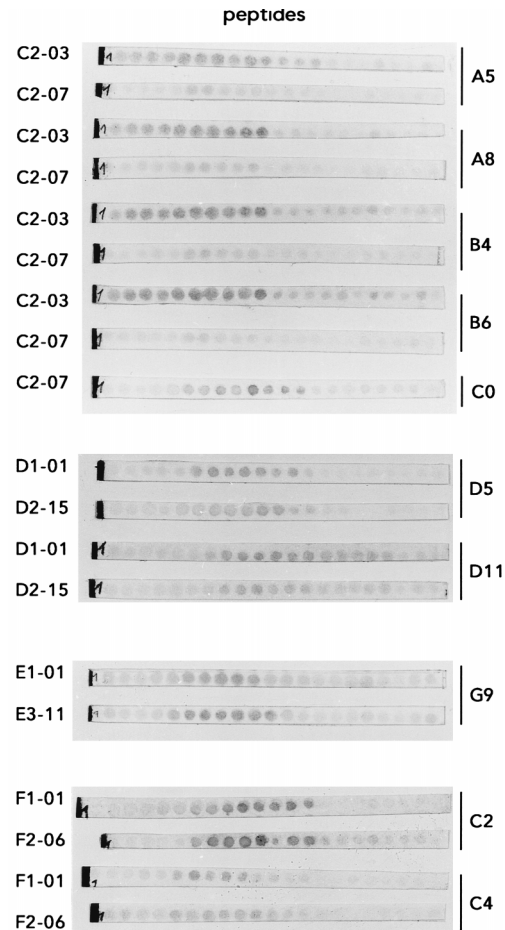 peptides
C2-03
C2-07
A5
C2-03
C2-07
A8
C2-03
C2-07
B4
C2-03
C2-07
B6
C2-07
C0
D1-01
D2-15
D5
D1-01
D2-15
D11
E1-01
E3-11
G9
F1-01
F2-06
C2
F1-01
F2-06
C4